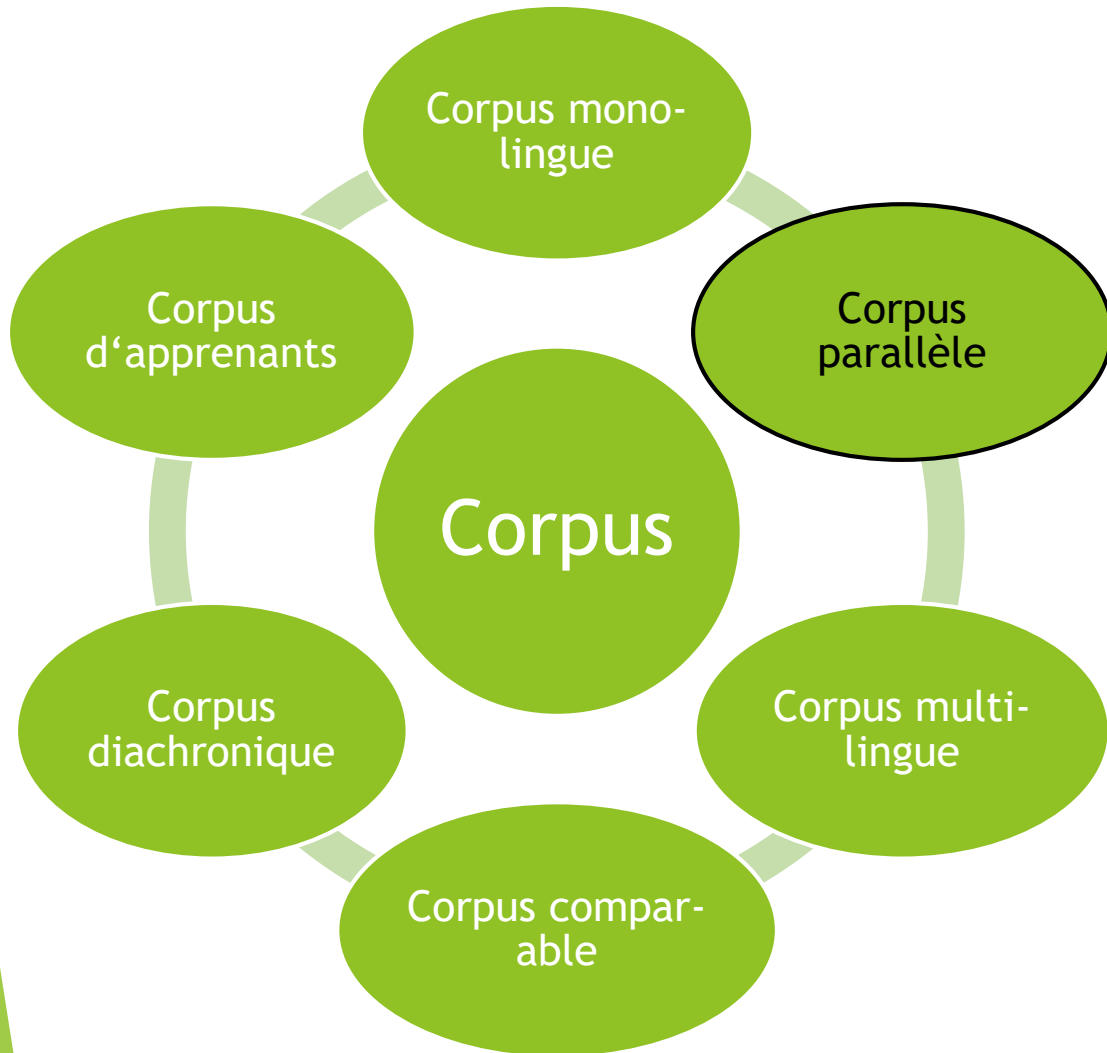 Corpus mono-
lingue
Corpus
d‘apprenants
Corpus
parallèle
Corpus
Corpus
diachronique
Corpus multi-
lingue
Corpus compar-
able